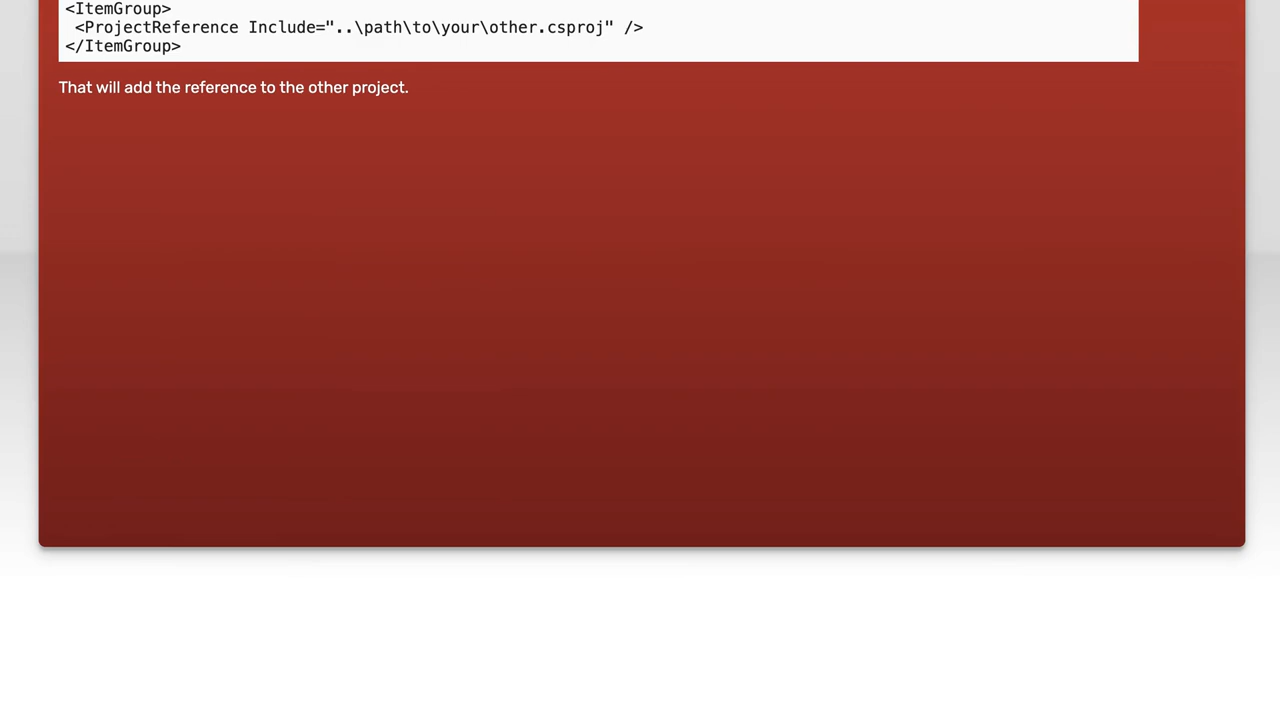 <ItemGroup>
 <ProjectReference Include="..\path\to\your\other.csproj" />
</ItemGroup>
That will add the reference to the other project.